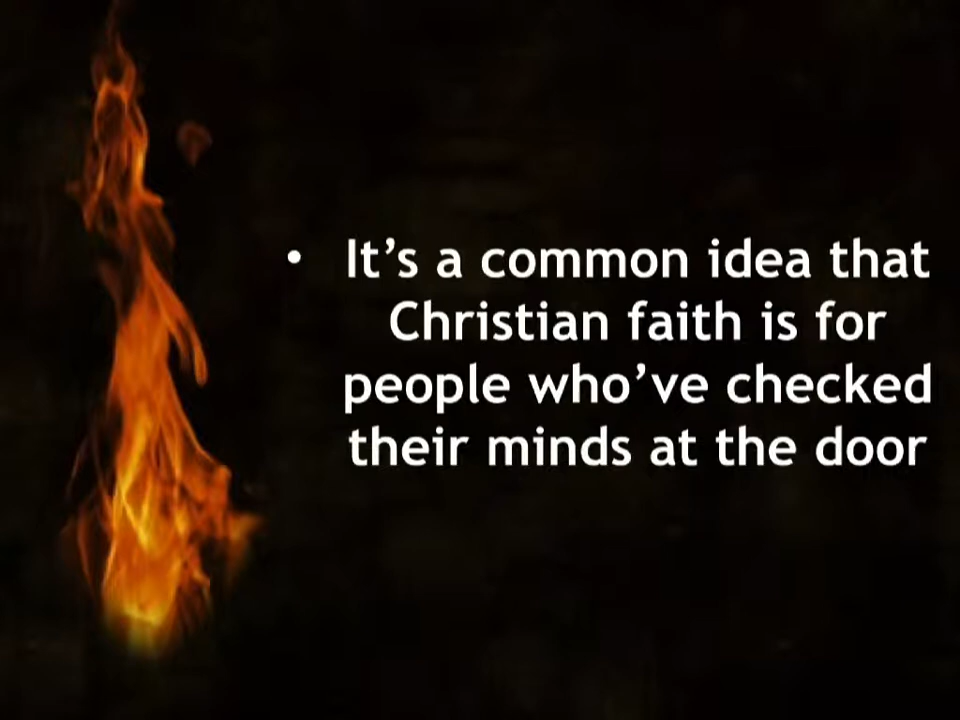 • It’s a common idea that
Christian faith is for
people who’ve checked
their minds at the door